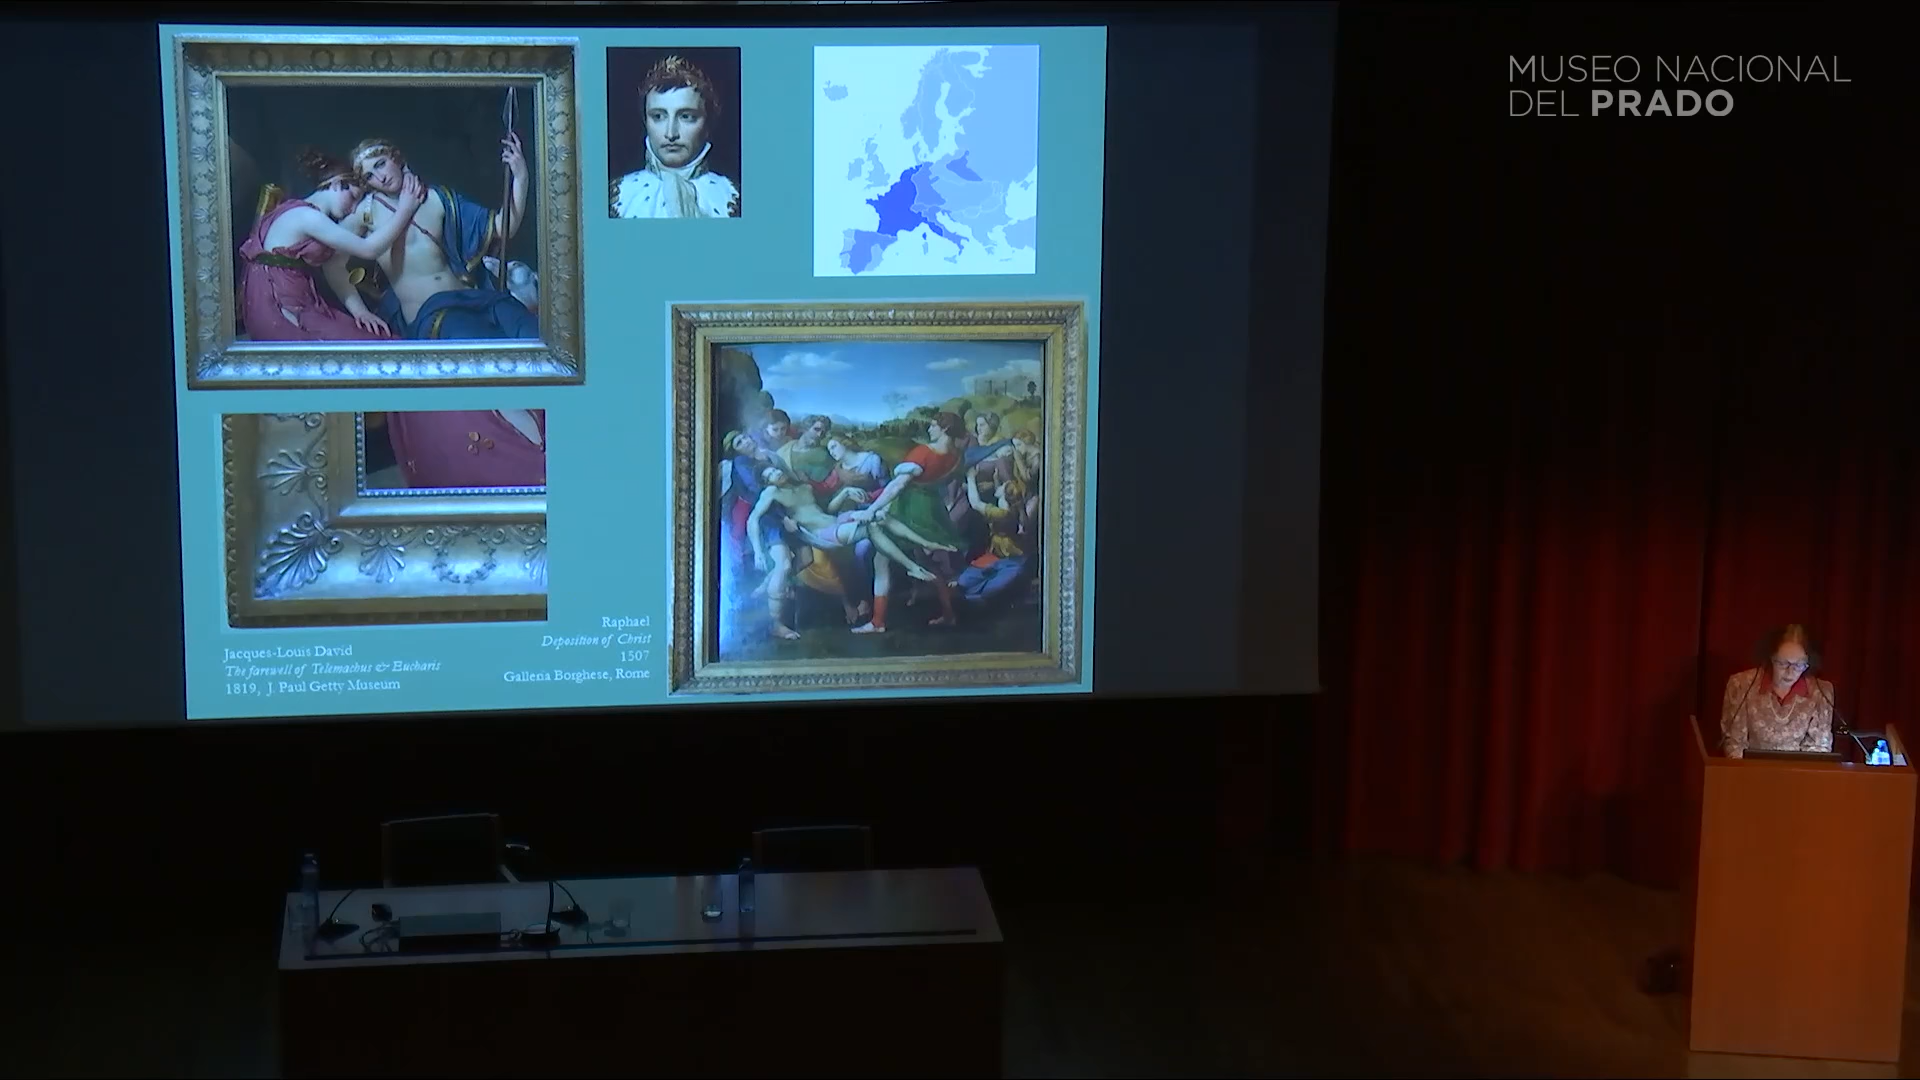 MUSEO NACIONAL
DEL PRADO
Raphael
Deposition of Christ
1507
Galleria Borghese, Rome
Jacques-Louis David
The farewell of Telemachus & Eucharis
1819, J. Paul Getty Museum